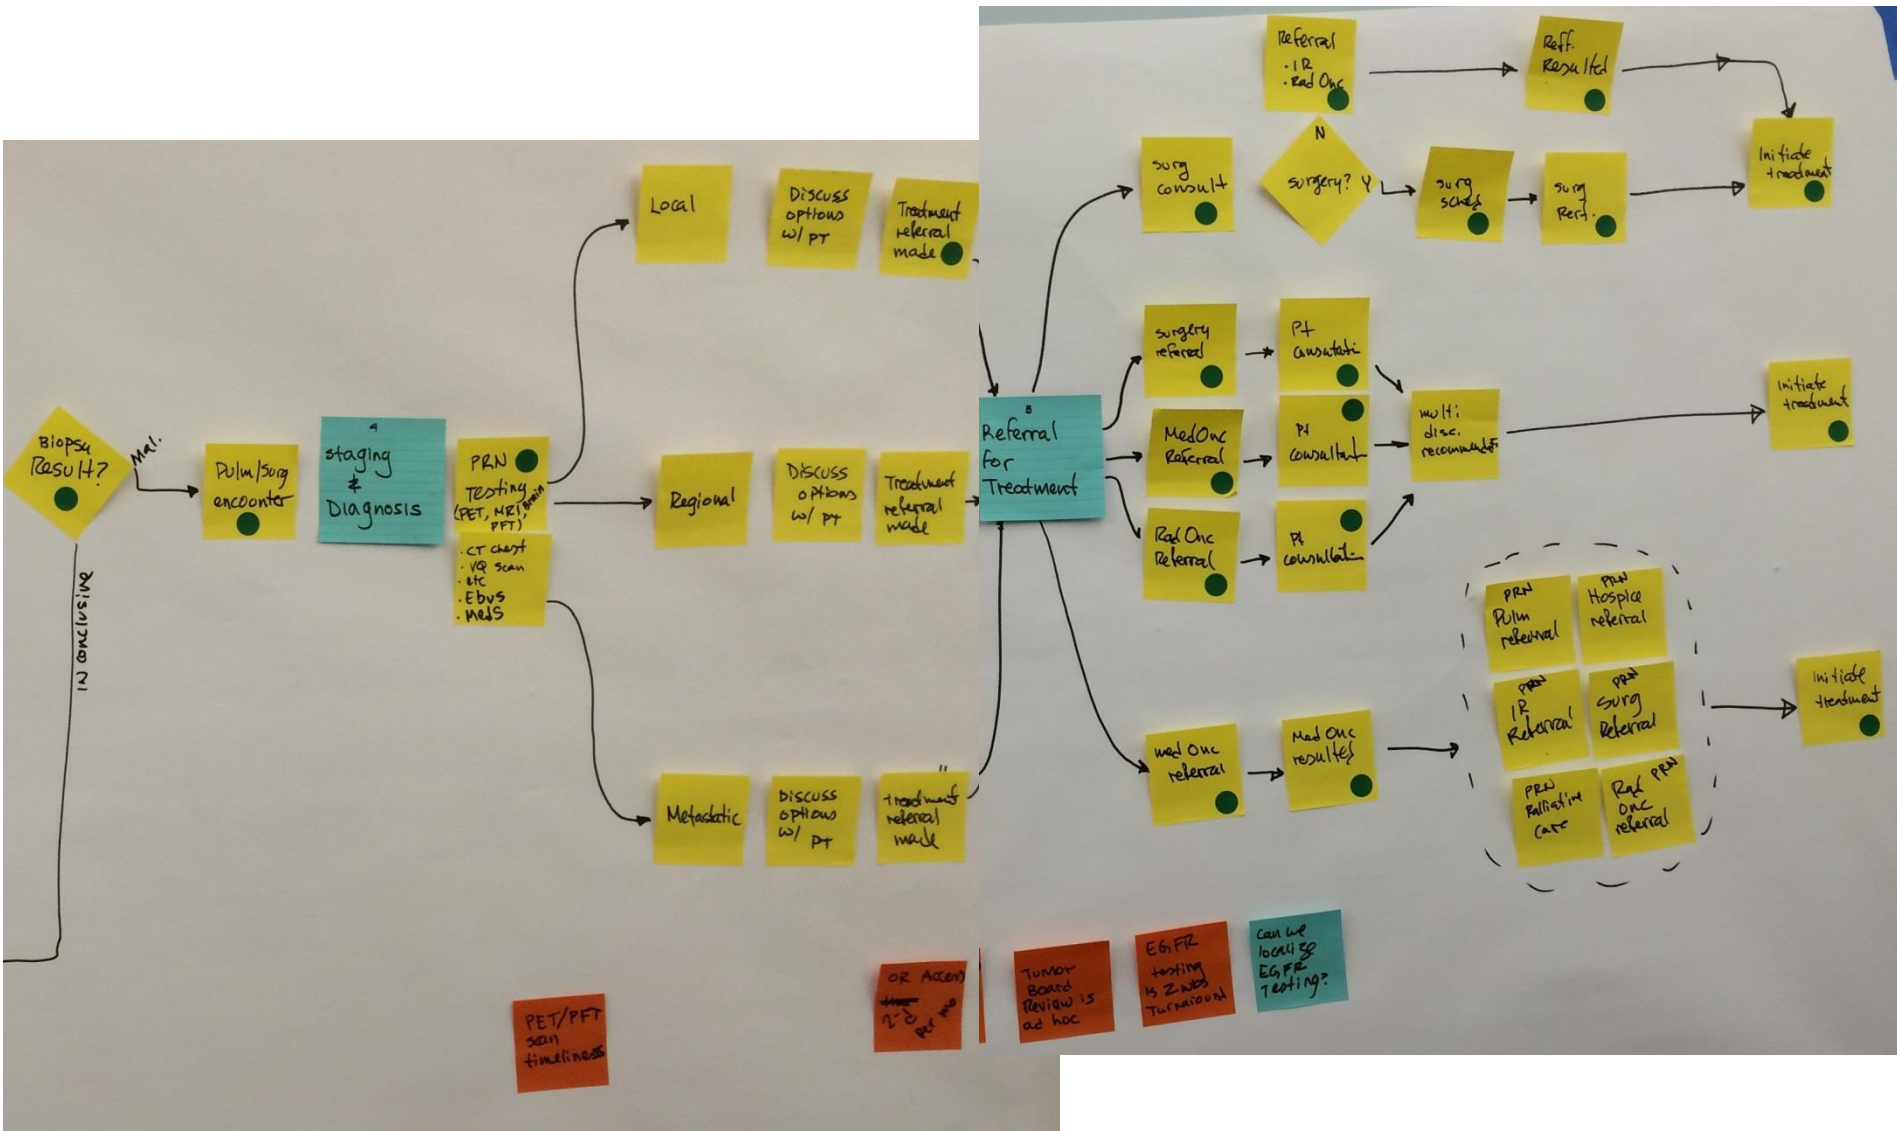 Biopsy
Result?
Mal.
Inconclusive
Pulm/Surg
encounter
4
staging
&
Diagnosis
PRN
Testing
(PET, MRI, Brain
PFT)
· CT chest
· VQ scan
· etc
· Ebus
· Meds
Local
Discuss
options
w/ PT
Treatment
referral
made
Regional
Discuss
options
w/ PT
Treatment
referral
made
Metastatic
Discuss
options
w/
PT
"
treatment
referral
made
PET/PFT
scan
timeliness
OR Access
per mo
5
Referral
For
Treatment
surg
consult
Referral
· IR
· Rad Onc
Reff.
Resulted
N
surgery? Y
surg
sched
surg
Perf.
Initiate
treatment
surgery
referral
Pt
MedOnc
Referral
Pt
consultant
Rad Onc
Referral
Pt
multi
disc.
Initiate
treatment
med Onc
referral
Med Onc
resulted
PRN
Pulm
referral
PRN
Hospice
referral
PRN
IR
Referral
PRN
Surg
Referral
PRN
Palliative
care
Rad PRN
onc
referral
Initiate
treatment
Tumor
Board
Review is
ad hoc
EGFR
testing
is 2 wks
Turnaround
Can we
localize
EGFR
Testing?